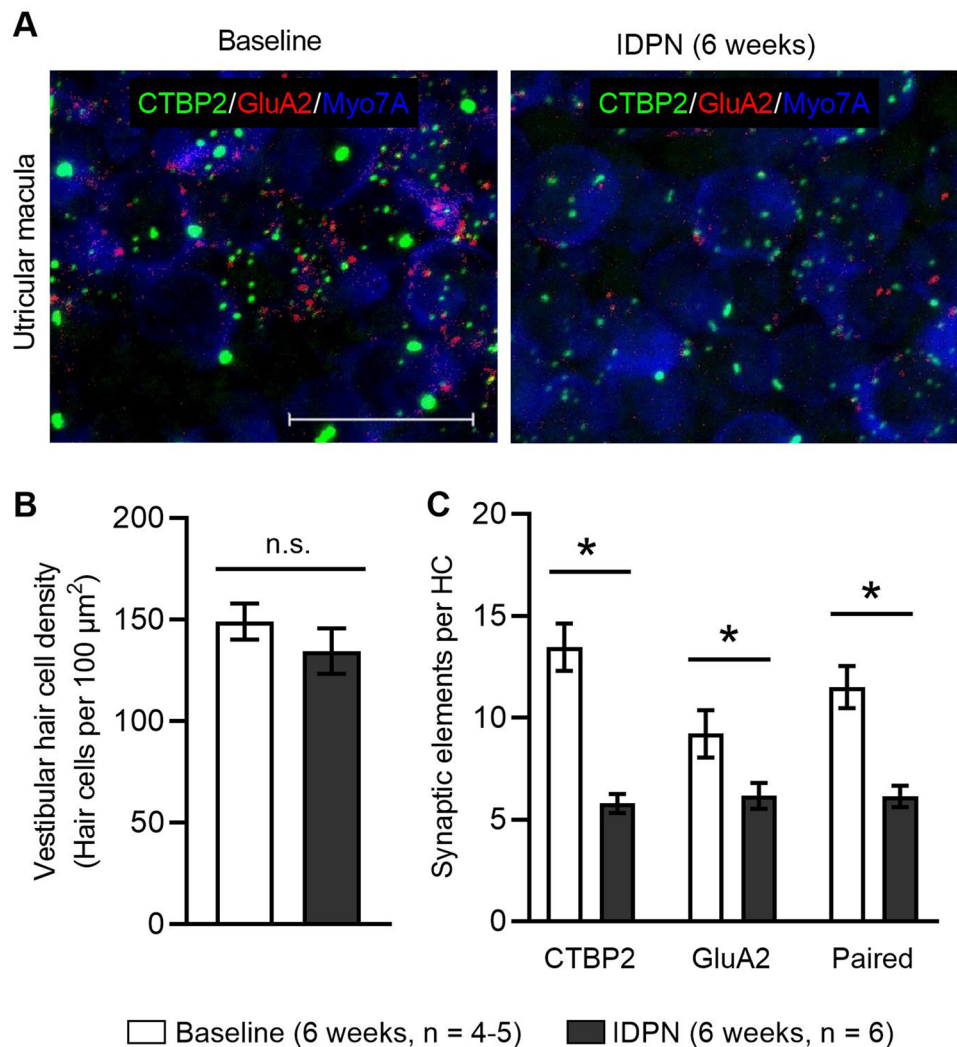 A
Baseline
IDPN (6 weeks)
CTBP2/GluA2/Myo7A
CTBP2/GluA2/Myo7A
Utricular macula
B
Vestibular hair cell density
(Hair cells per 100 µm²)
200
150
100
50
0
n.s.
C
Synaptic elements per HC
20
15
10
5
0
*
*
*
CTBP2
GluA2
Paired
Baseline (6 weeks, n = 4-5)
IDPN (6 weeks, n = 6)